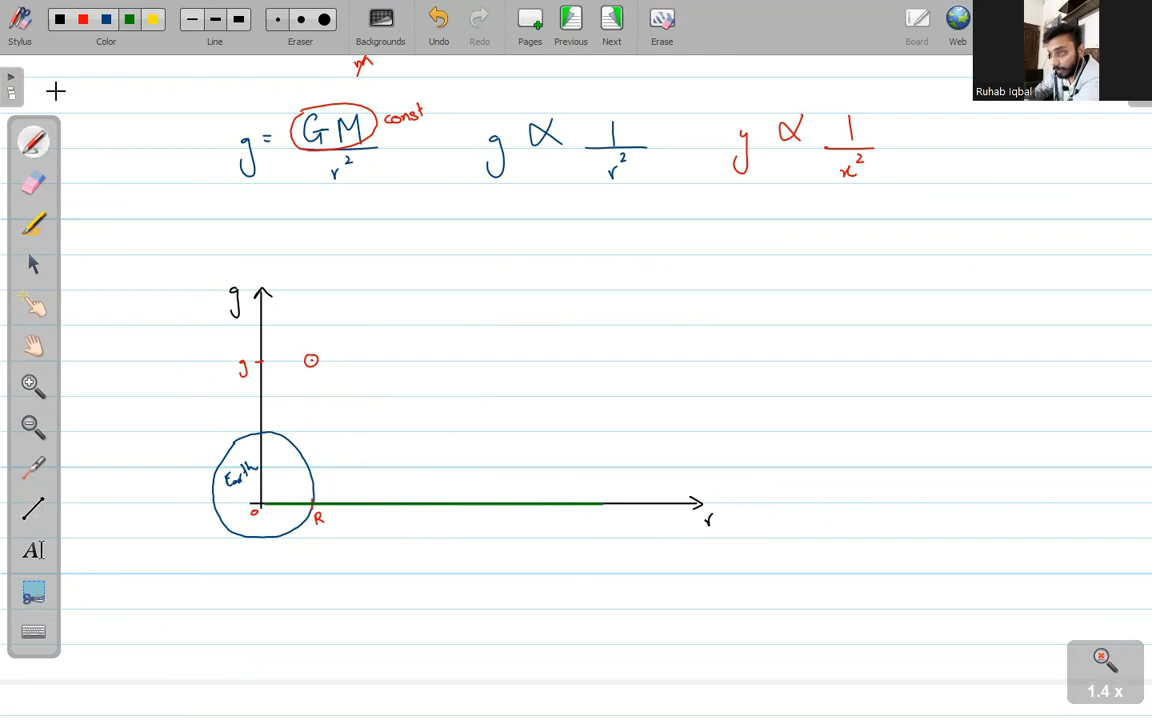 Stylus Color Line Eraser Backgrounds Undo Redo Pages Previous Next Erase Board Web
Ruhab Iqbal
m
g = GM / r² const
g ∝ 1 / r²
y ∝ 1 / x²
g
g
Earth
o
R
r
1.4 x